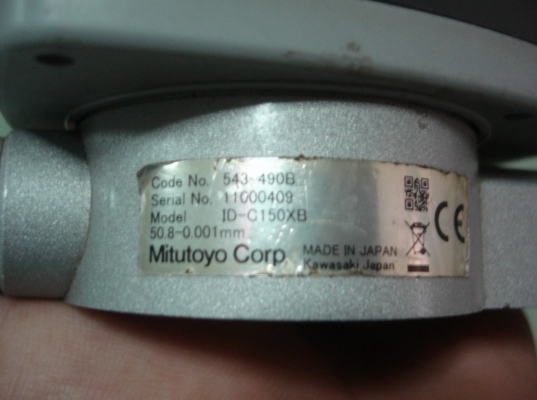 Code No. 543-490B
Serial No. 11000409
Model ID-C150XB
50.8-0.001mm
Mitutoyo Corp MADE IN JAPAN
Kawasaki Japan
CE